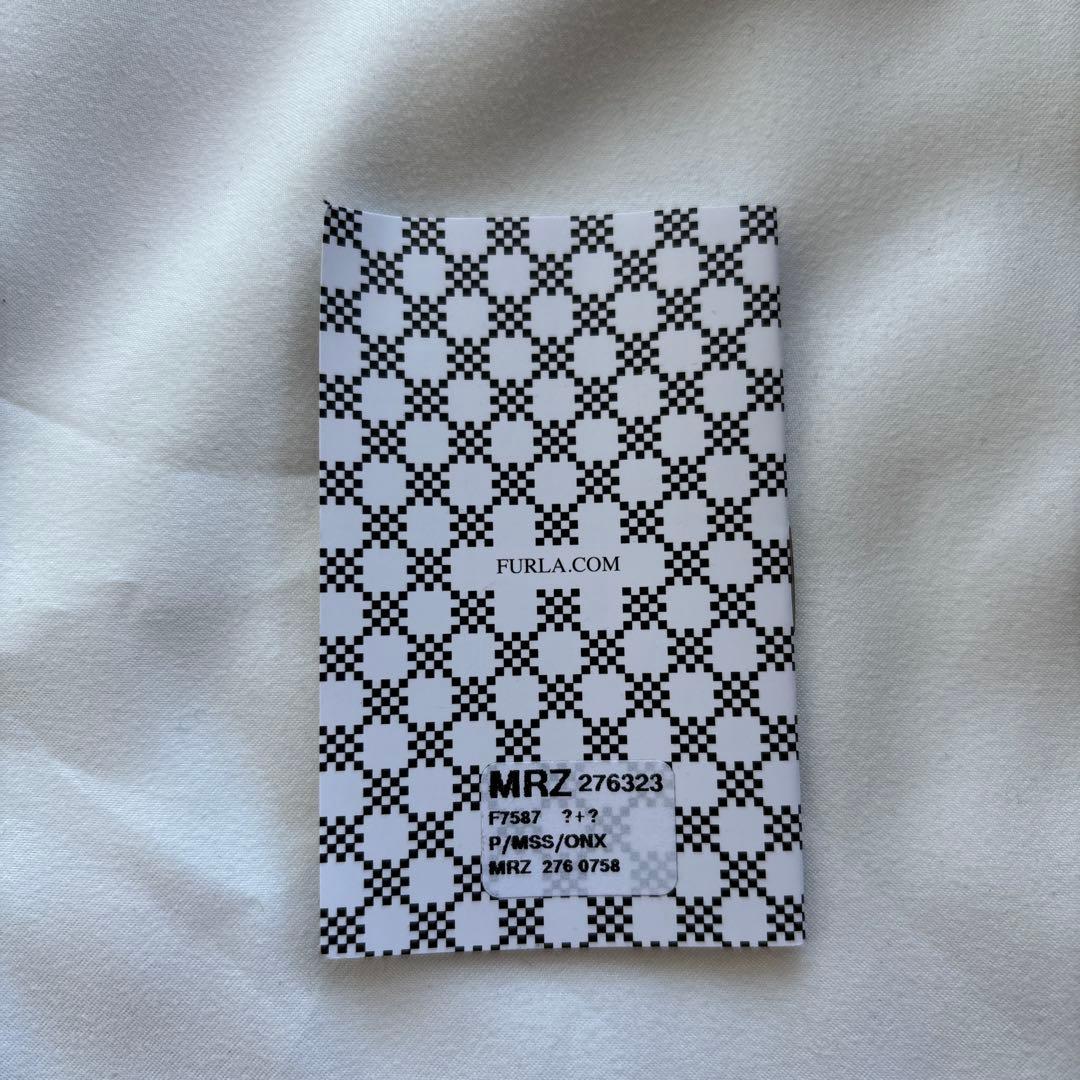 FURLA.COM
MRZ 276323
F7587 ?+?
P/MSS/ONX
MRZ 276 0758